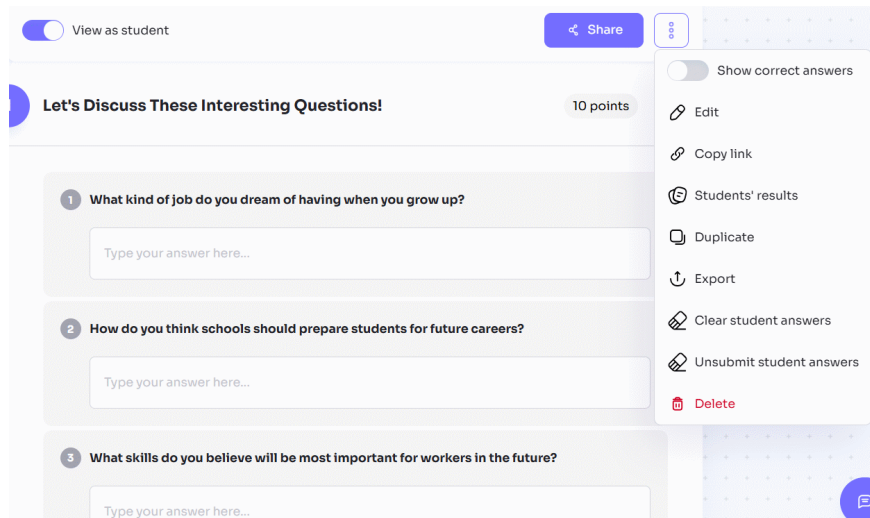 View as student
Share
Show correct answers
Let's Discuss These Interesting Questions!
10 points
Edit
Copy link
Students' results
Duplicate
Export
Clear student answers
Unsubmit student answers
Delete
1 What kind of job do you dream of having when you grow up?
Type your answer here...
2 How do you think schools should prepare students for future careers?
Type your answer here...
3 What skills do you believe will be most important for workers in the future?
Type your answer here...